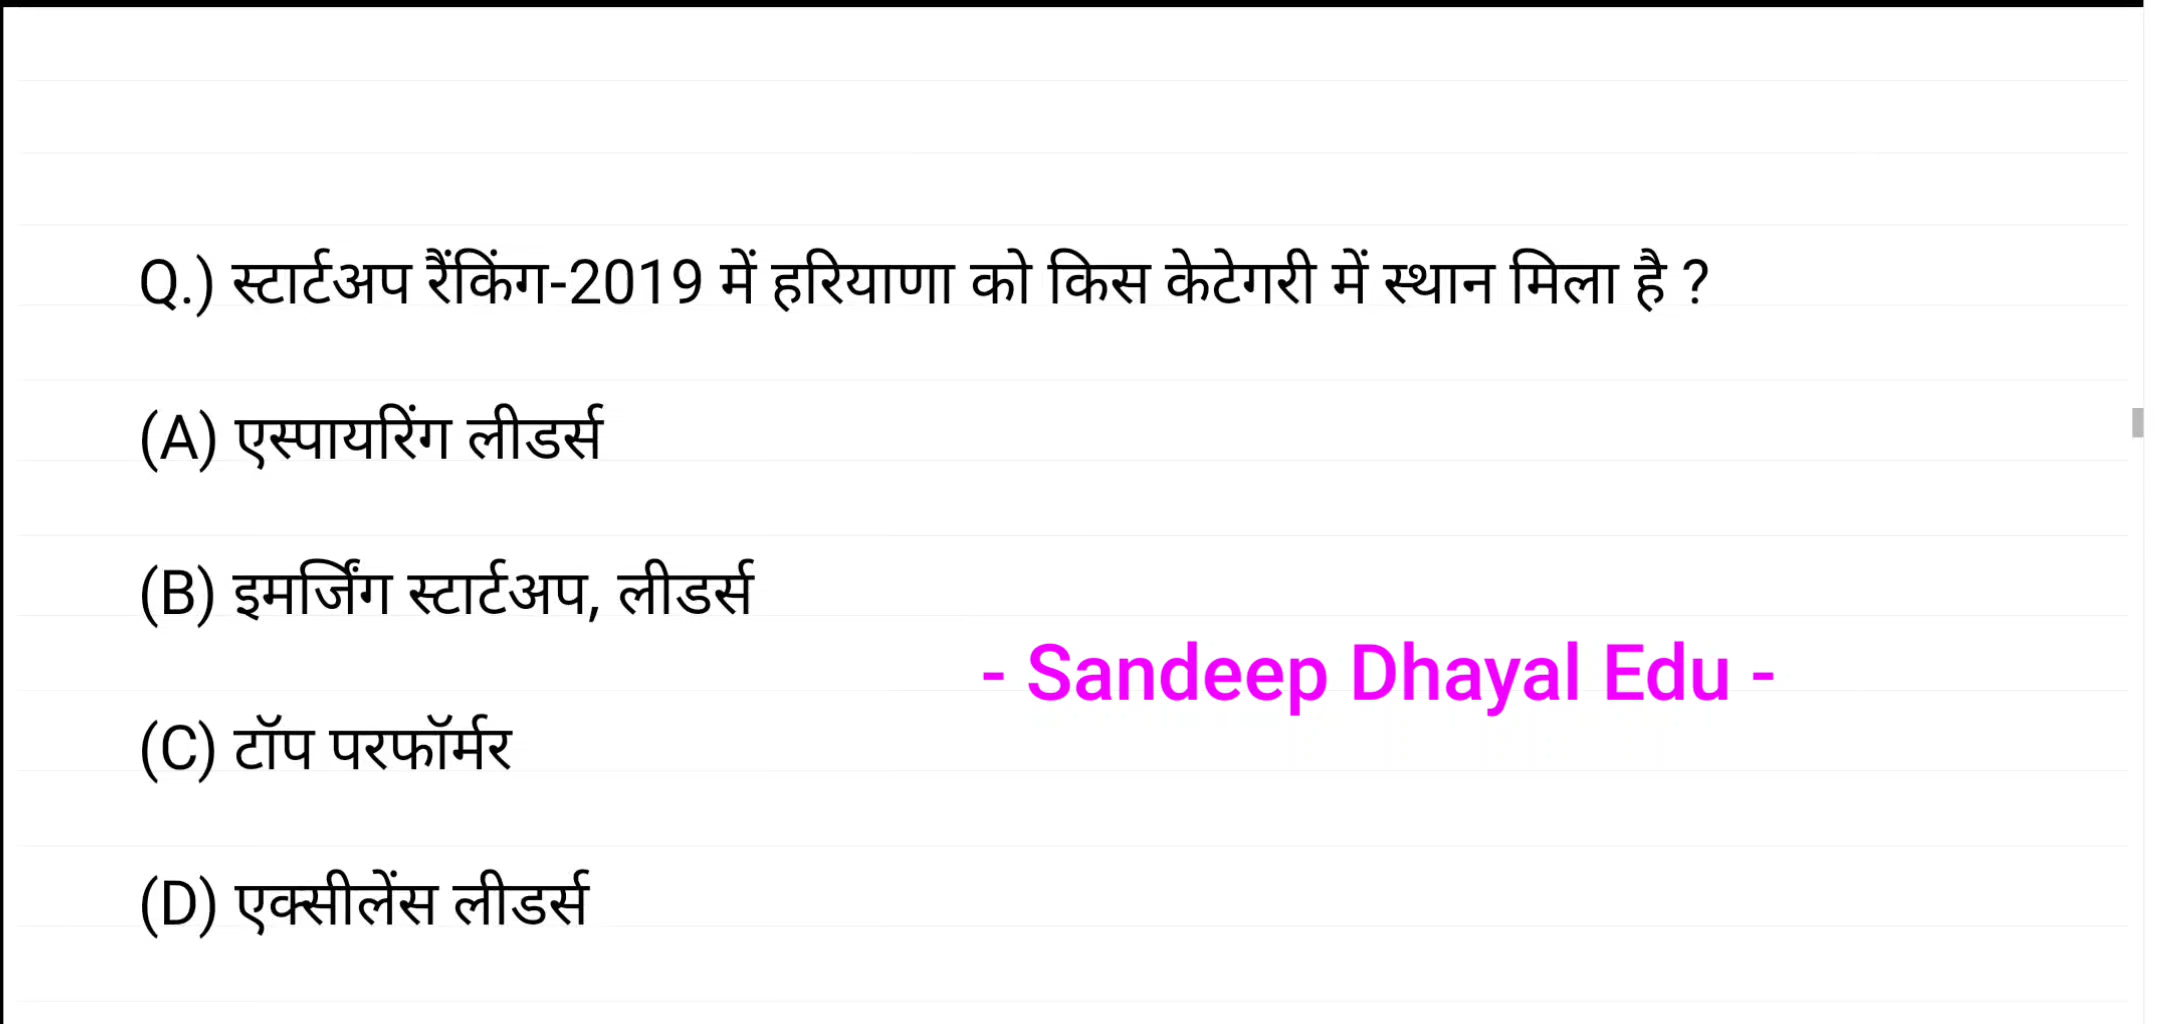 Q.) स्टार्टअप रैंकिंग-2019 में हरियाणा को किस केटेगरी में स्थान मिला है ?
(A) एस्पायरिंग लीडर्स
(B) इमर्जिंग स्टार्टअप, लीडर्स
- Sandeep Dhayal Edu -
(C) टॉप परफॉर्मर
(D) एक्सीलेंस लीडर्स